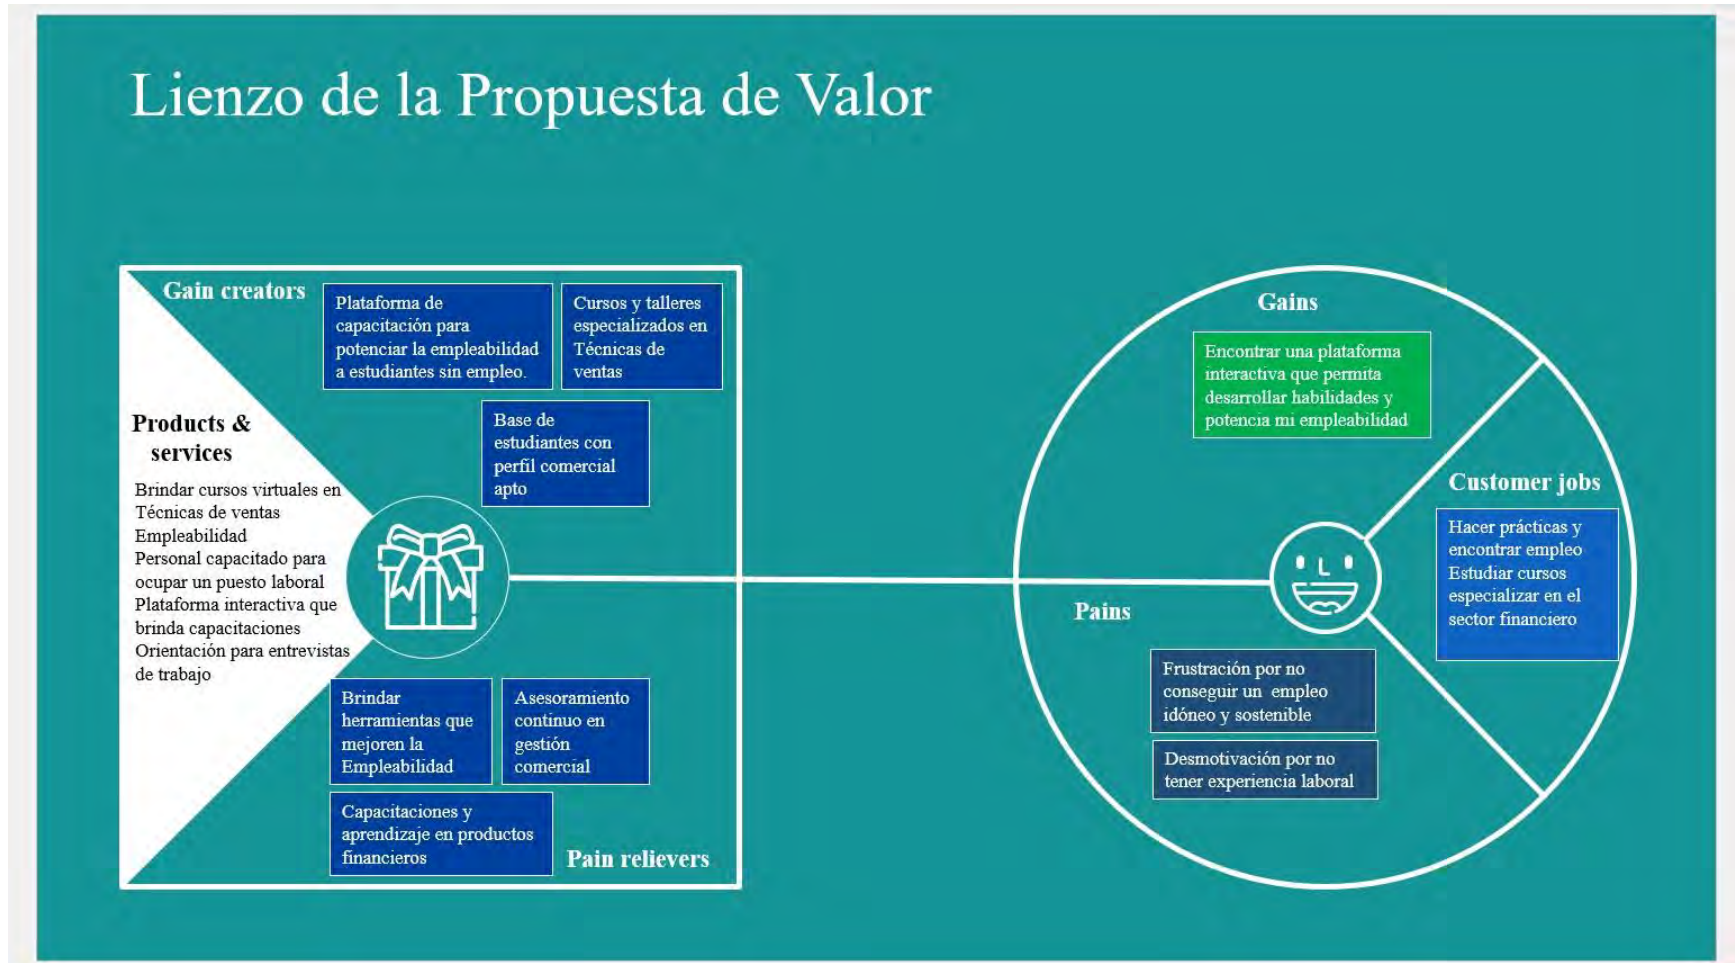 Lienzo de la Propuesta de Valor
Gain creators
Plataforma de
capacitación para
potenciar la empleabilidad
a estudiantes sin empleo.
Cursos y talleres
especializados en
Técnicas de
ventas
Base de
estudiantes con
perfil comercial
apto
Products &
services
Brindar cursos virtuales en
Técnicas de ventas
Empleabilidad
Personal capacitado para
ocupar un puesto laboral
Plataforma interactiva que
brinda capacitaciones
Orientación para entrevistas
de trabajo
Brindar
herramientas que
mejoren la
Empleabilidad
Asesoramiento
continuo en
gestión
comercial
Capacitaciones y
aprendizaje en productos
financieros
Pain relievers
Gains
Encontrar una plataforma
interactiva que permita
desarrollar habilidades y
potencia mi empleabilidad
Customer jobs
Hacer prácticas y
encontrar empleo
Estudiar cursos
especializar en el
sector financiero
Pains
Frustración por no
conseguir un empleo
idóneo y sostenible
Desmotivación por no
tener experiencia laboral